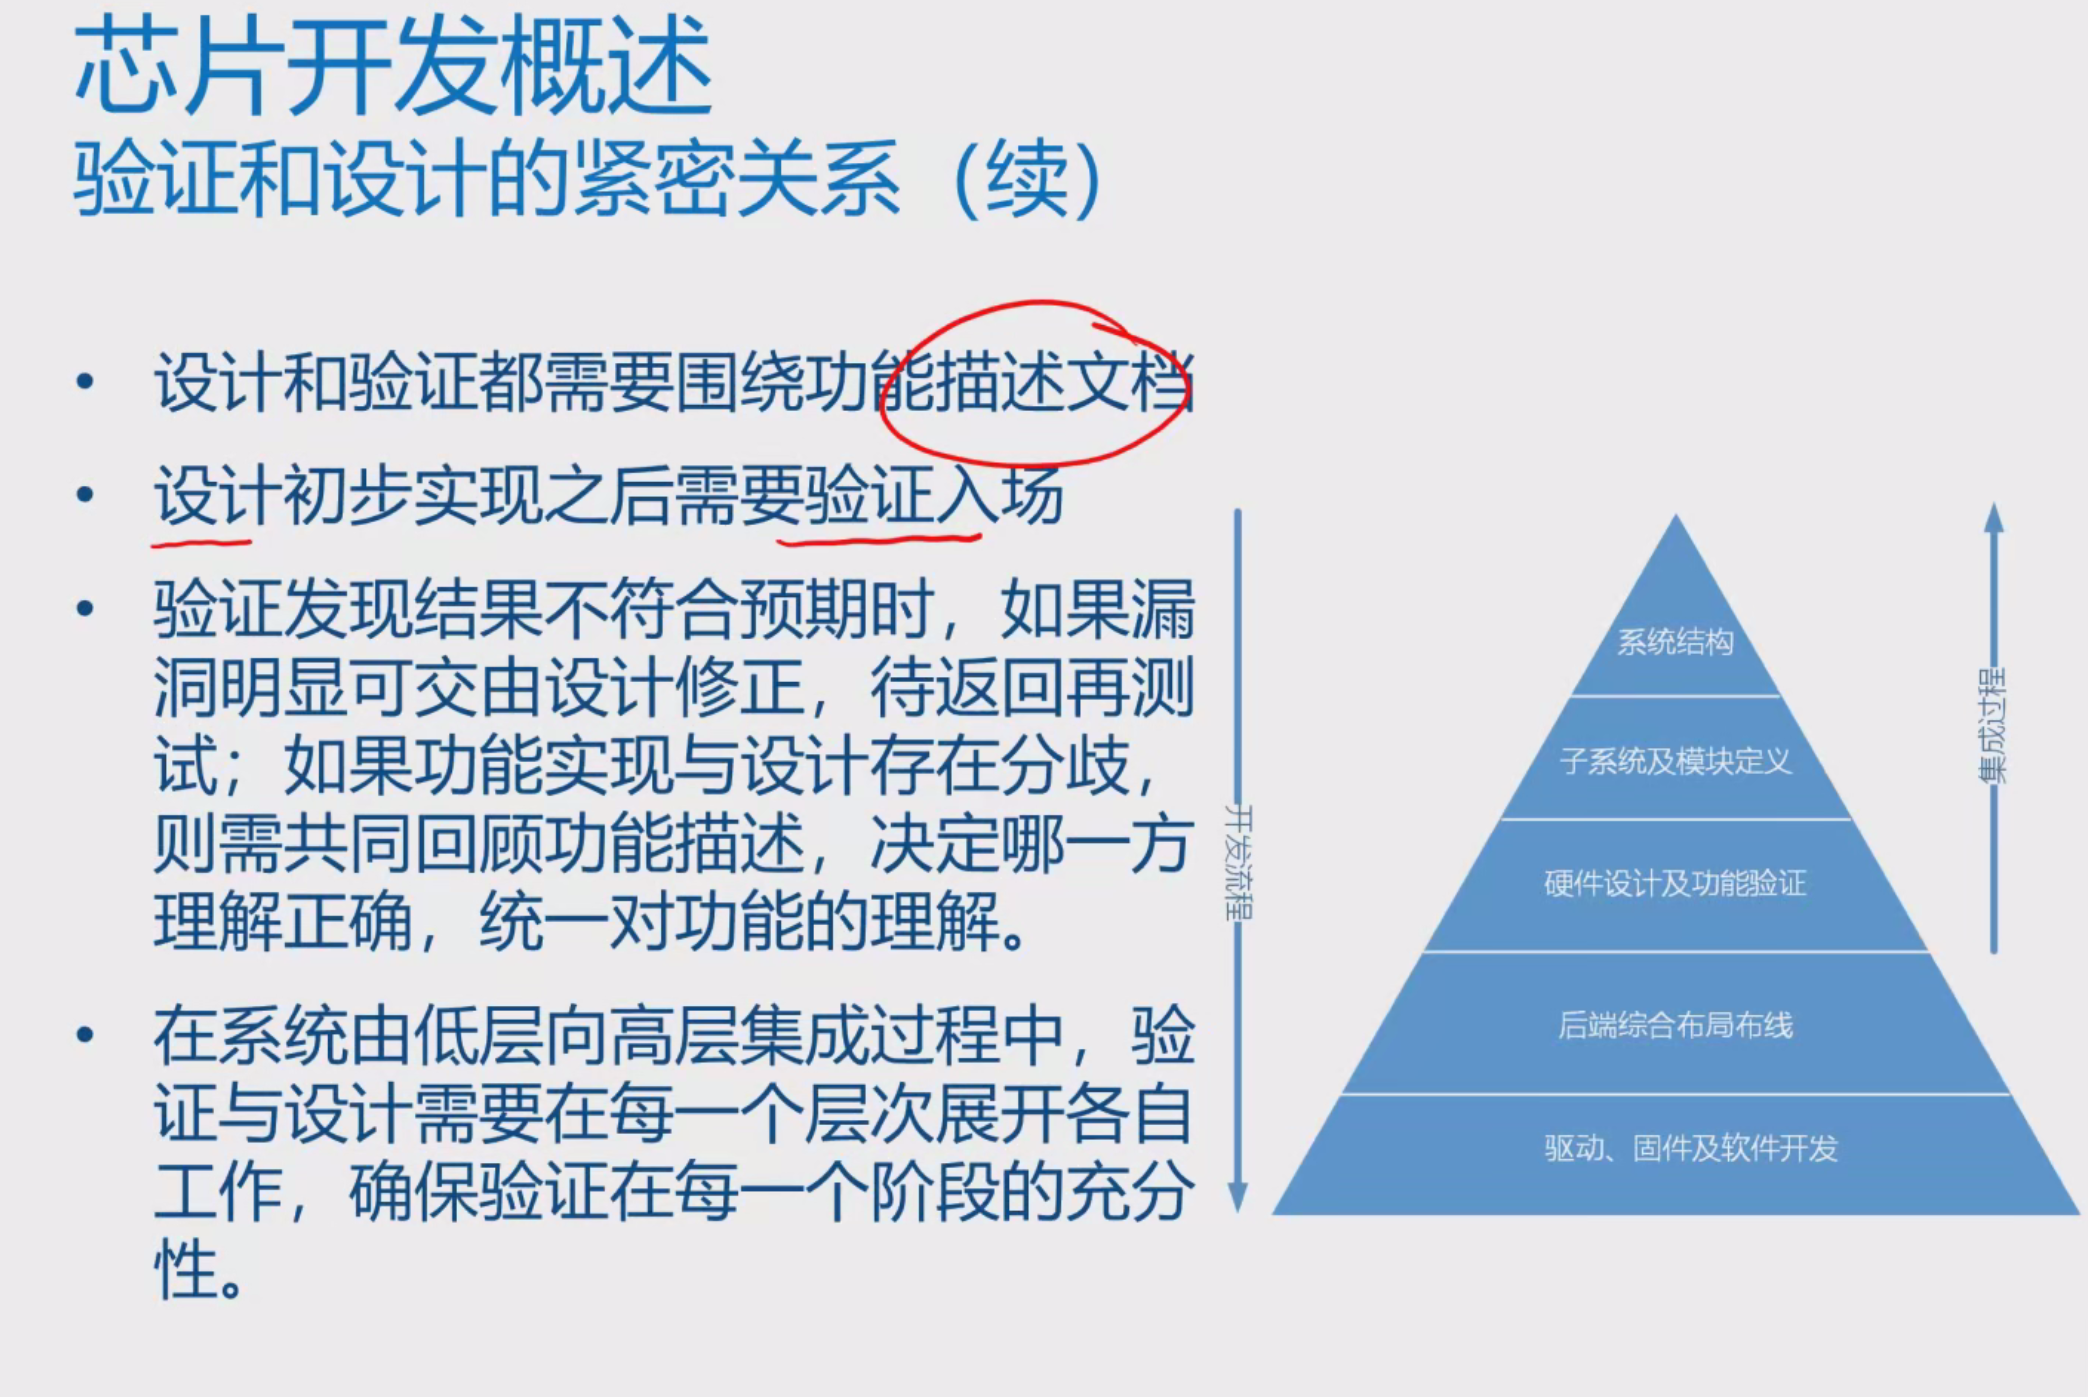 芯片开发概述
验证和设计的紧密关系（续）
• 设计和验证都需要围绕功能描述文档
• 设计初步实现之后需要验证入场
• 验证发现结果不符合预期时，如果漏
洞明显可交由设计修正，待返回再测
试；如果功能实现与设计存在分歧，
则需共同回顾功能描述，决定哪一方
理解正确，统一对功能的理解。
• 在系统由低层向高层集成过程中，验
证与设计需要在每一个层次展开各自
工作，确保验证在每一个阶段的充分
性。
开发流程
系统结构
子系统及模块定义
硬件设计及功能验证
后端综合布局布线
驱动、固件及软件开发
集成过程